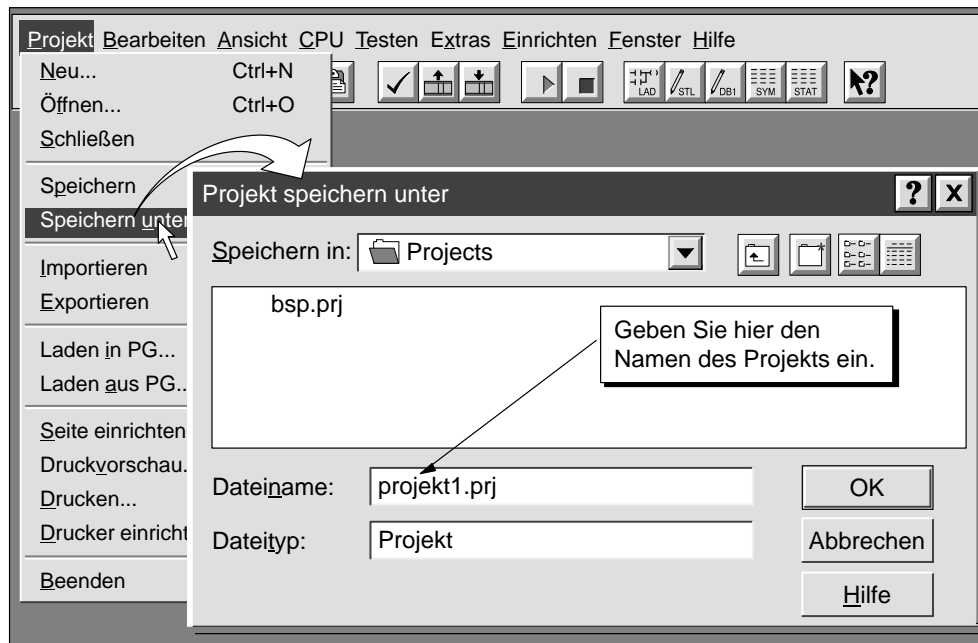 Projekt Bearbeiten Ansicht CPU Testen Extras Einrichten Fenster Hilfe
Neu... Ctrl+N
Öffnen... Ctrl+O
Schließen
Speichern
Speichern unter
Importieren
Exportieren
Laden in PG...
Laden aus PG..
Seite einrichten
Druckvorschau.
Drucken...
Drucker einricht
Beenden
LAD STL DB1 SYM STAT
?
Projekt speichern unter ? X
Speichern in: Projects
bsp.prj
Geben Sie hier den
Namen des Projekts ein.
Dateiname: projekt1.prj OK
Dateityp: Projekt Abbrechen
Hilfe